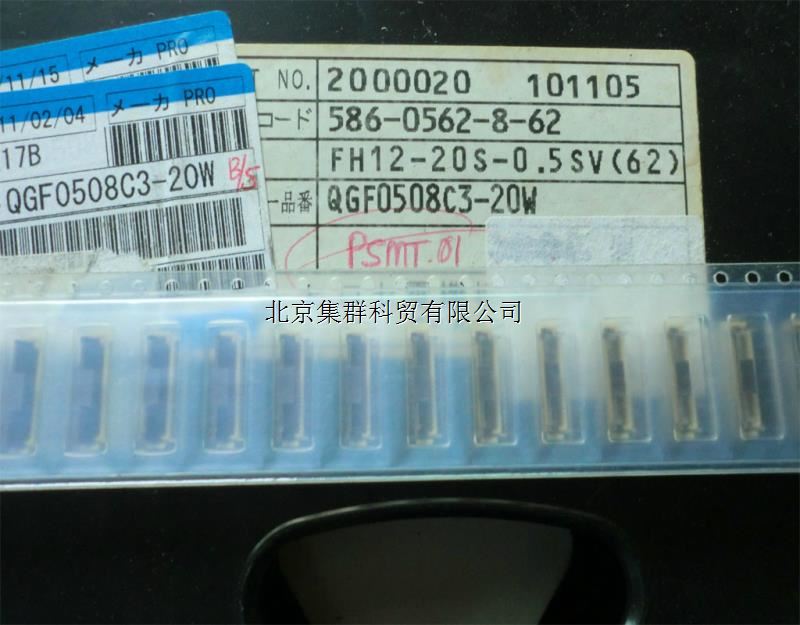 /11/15
メーカ PRO
11/02/04
メーカ PRO
17B
QGF0508C3-20W
B/5
T NO. 2000020 101105
コード 586-0562-8-62
FH12-20S-0.5SV(62)
品番 QGF0508C3-20W
PSMT.01
北京集群科贸有限公司